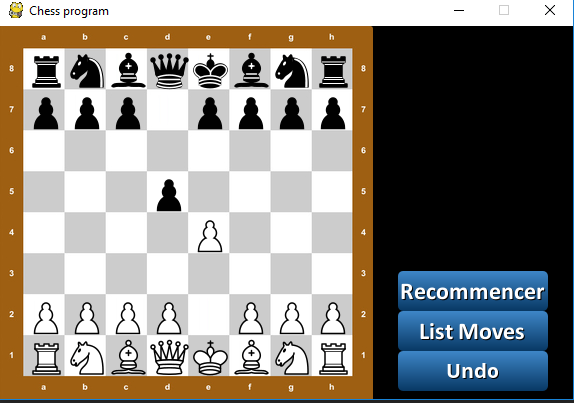 Chess program
a b c d e f g h
8 8
7 7
6 6
5 5
4 4
3 3
2 2
1 1
a b c d e f g h
Recommencer
List Moves
Undo